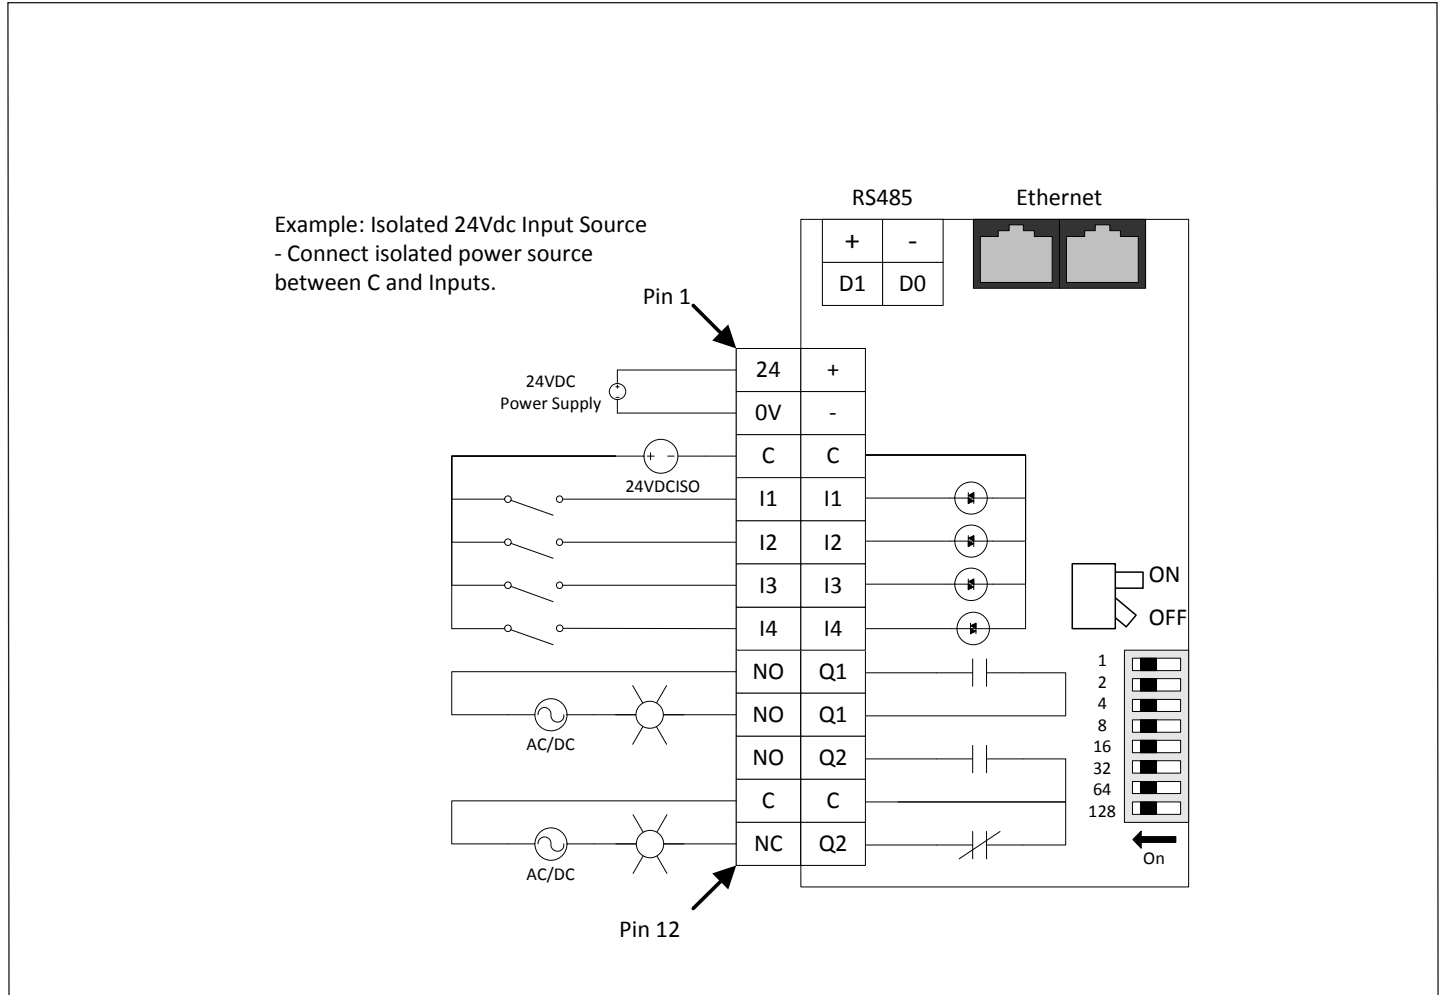 RS485 Ethernet
Example: Isolated 24Vdc Input Source
- Connect isolated power source
between C and Inputs.
+ -
D1 D0
Pin 1
24VDC
Power Supply
+
-
24 +
0V -
+ -
24VDCISO
C C
I1 I1
I2 I2
I3 I3
I4 I4
ON
OFF
NO Q1
NO Q1
AC/DC
NO Q2
C C
NC Q2
AC/DC
1
2
4
8
16
32
64
128
On
Pin 12